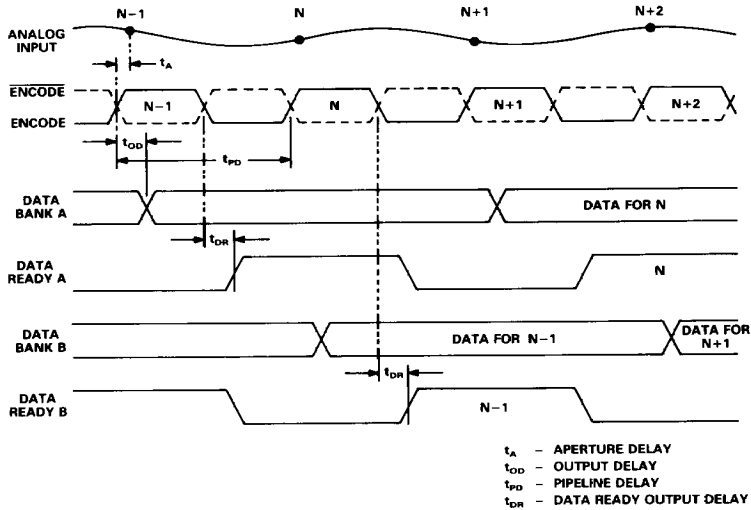 N−1 N N+1 N+2
ANALOG
INPUT
tA
ENCODE
N−1 N N+1 N+2
ENCODE
tOD
tPD
DATA
BANK A
DATA FOR N
tDR
DATA
READY A
N
DATA
BANK B
DATA FOR N−1
DATA FOR
N+1
tDR
DATA
READY B
N−1
tA − APERTURE DELAY
tOD − OUTPUT DELAY
tPD − PIPELINE DELAY
tDR − DATA READY OUTPUT DELAY